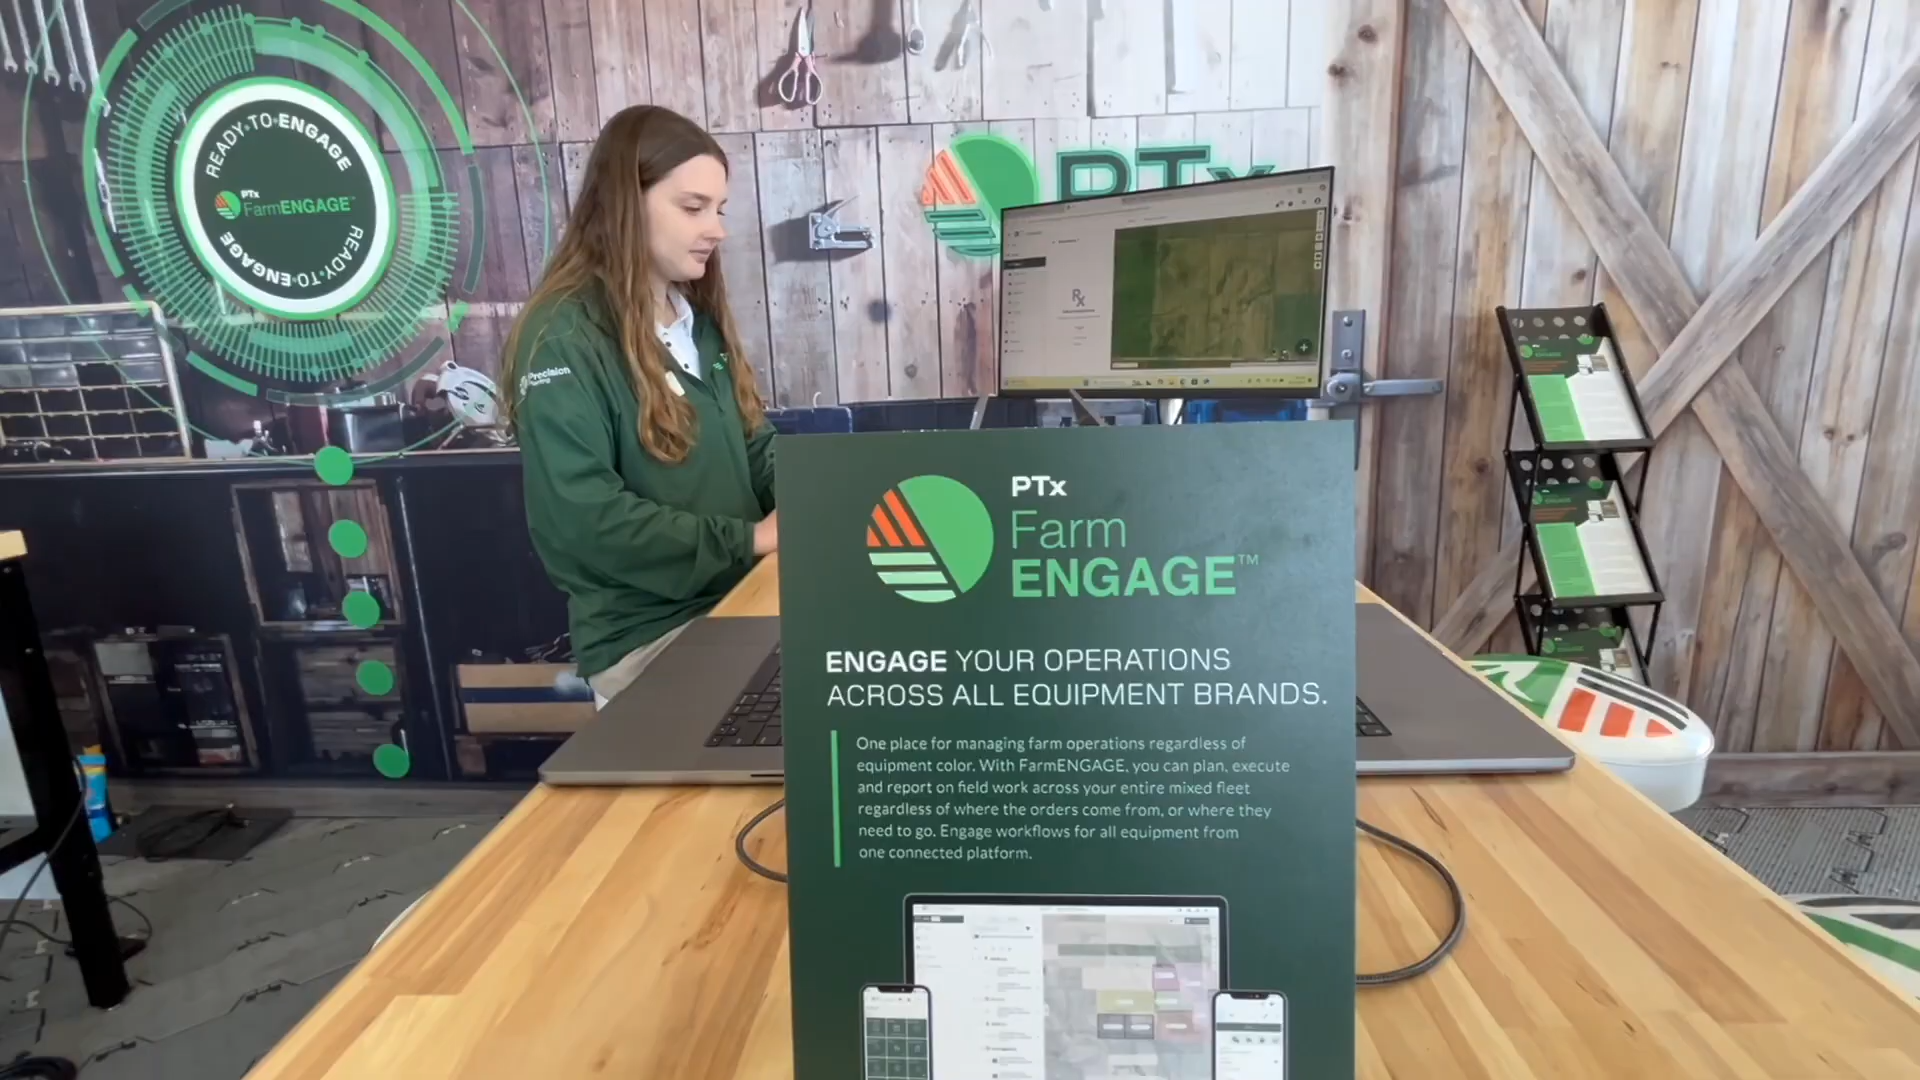 READY•TO•ENGAGE
PTx
FarmENGAGE™
READY•TO•ENGAGE
PTx
Precision
Planting
Rx
PTx
Farm
ENGAGE™
ENGAGE YOUR OPERATIONS
ACROSS ALL EQUIPMENT BRANDS.
One place for managing farm operations regardless of
equipment color. With FarmENGAGE, you can plan, execute
and report on field work across your entire mixed fleet
regardless of where the orders come from, or where they
need to go. Engage workflows for all equipment from
one connected platform.